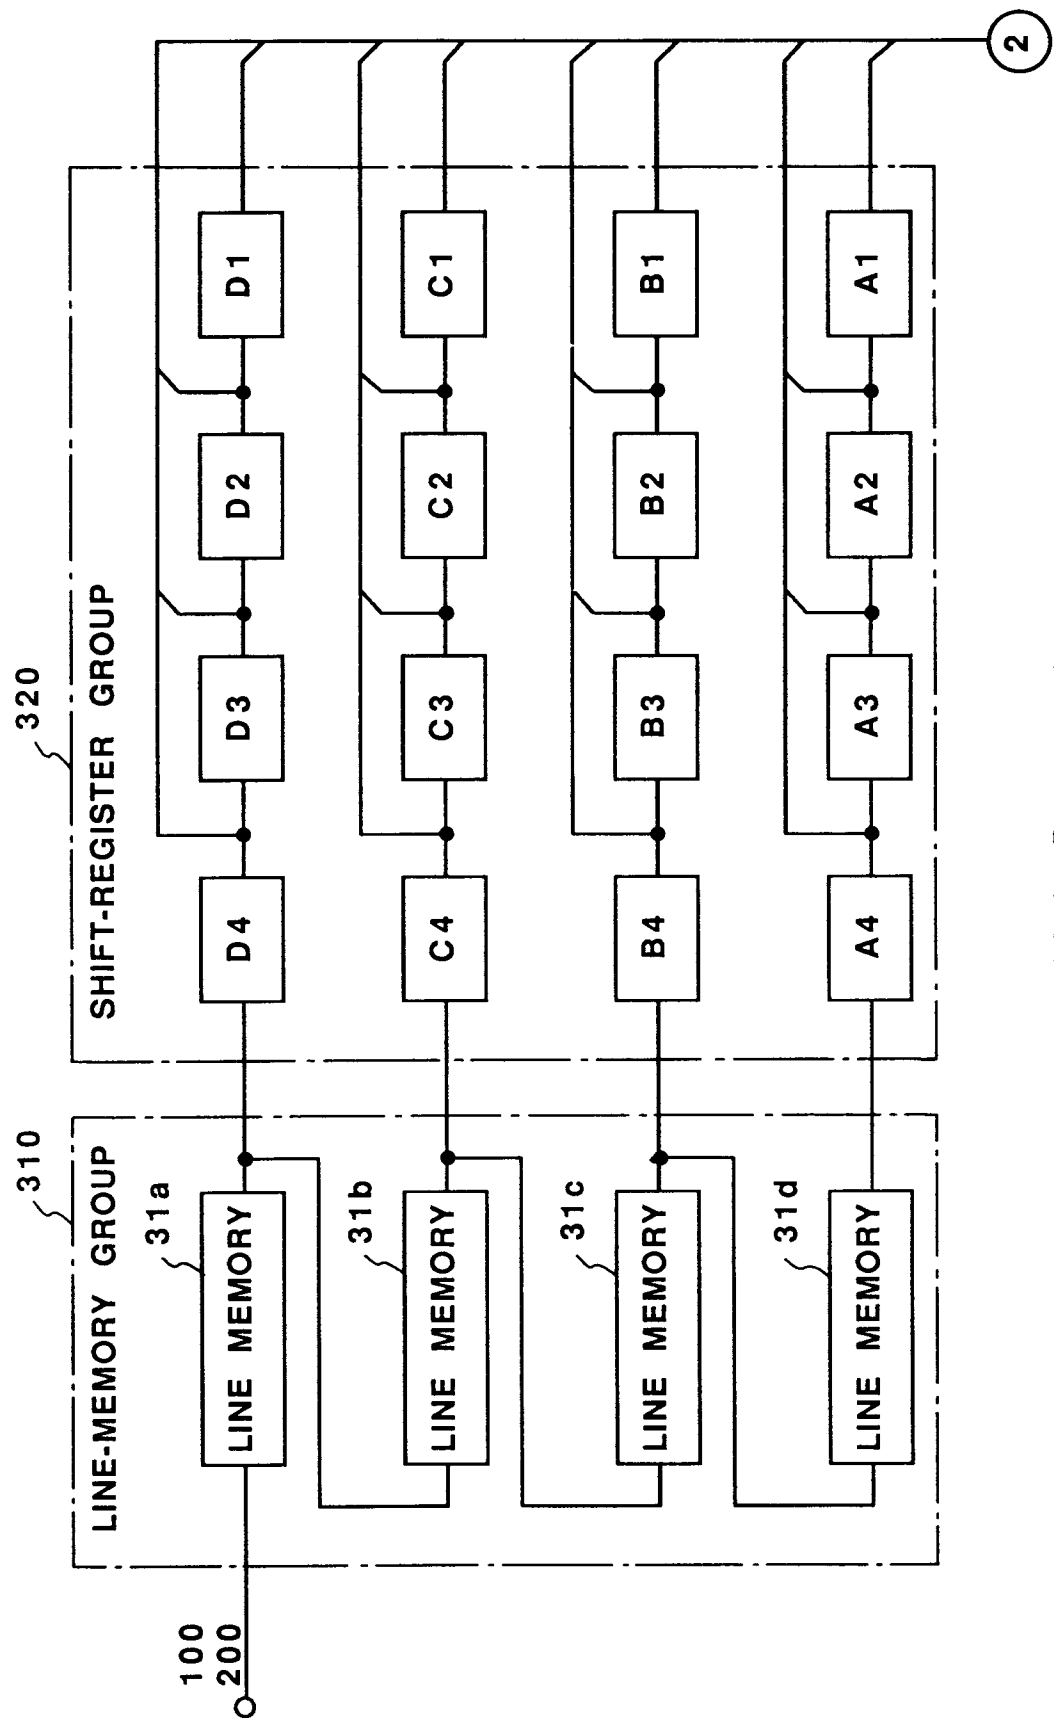 100
200
310
LINE-MEMORY GROUP
31a
LINE MEMORY
31b
LINE MEMORY
31c
LINE MEMORY
31d
LINE MEMORY
320
SHIFT-REGISTER GROUP
D4
D3
D2
D1
C4
C3
C2
C1
B4
B3
B2
B1
A4
A3
A2
A1
2